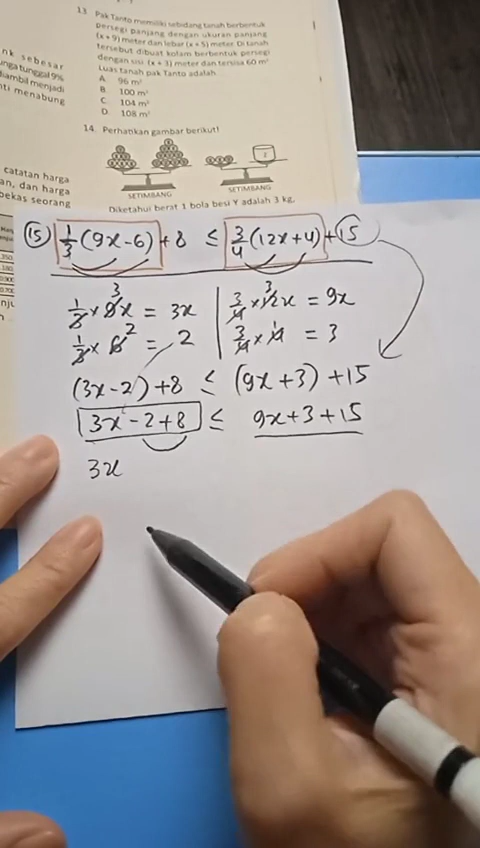 13. Pak Tanto memiliki sebidang tanah berbentuk
persegi panjang dengan ukuran panjang
(x + 9) meter dan lebar (x + 5) meter. Di tanah
tersebut dibuat kolam berbentuk persegi
dengan sisi (x + 3) meter dan tersisa 60 m²
Luas tanah pak Tanto adalah
A. 96 m²
B. 100 m²
C. 104 m²
D. 108 m²
14. Perhatikan gambar berikut!
SETIMBANG SETIMBANG
Diketahui berat 1 bola besi Y adalah 3 kg,
nk sebesar
unga tunggal 9%
diambil menjadi
nti menabung
catatan harga
an, dan harga
bekas seorang
15) 1/3 (9x-6) + 8 ≤ 3/4 (12x+4) + 15
1/3 × 9x = 3x 3
3/4 × 12x = 9x 3
1/3 × 6 = 2 2
3/4 × 4 = 3
(3x-2) + 8 ≤ (9x+3) + 15
3x - 2 + 8 ≤ 9x + 3 + 15
3x